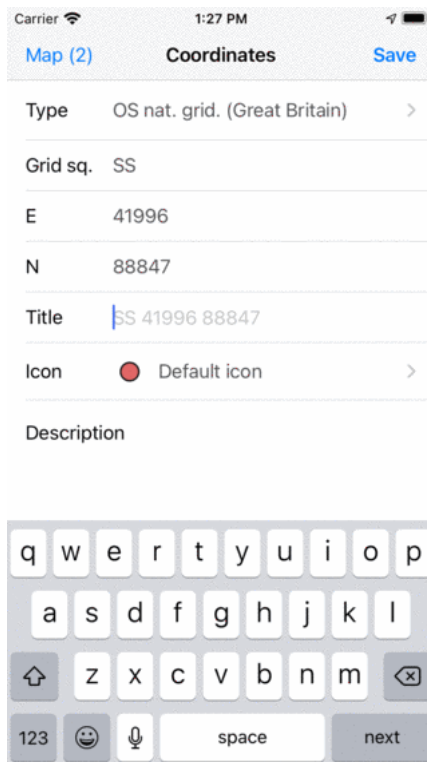 Carrier 1:27 PM
Map (2) Coordinates Save
Type OS nat. grid. (Great Britain)
Grid sq. SS
E 41996
N 88847
Title SS 41996 88847
Icon Default icon
Description
q w e r t y u i o p
a s d f g h j k l
z x c v b n m
123 space next